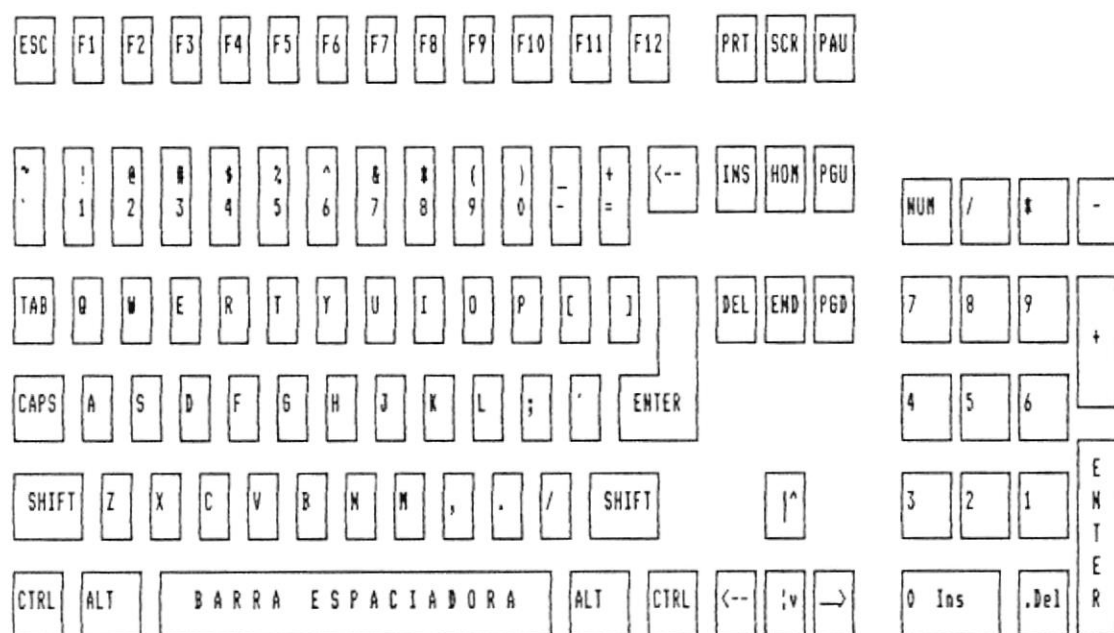 ESC F1 F2 F3 F4 F5 F6 F7 F8 F9 F10 F11 F12 PRT SCR PAU
~ ! @ # $ % ^ & * ( ) _ + <-- INS HOM PGU
` 1 2 3 4 5 6 7 8 9 0 - =
NUM / * -
TAB Q W E R T Y U I O P [ ] DEL END PGD 7 8 9
+
CAPS A S D F G H J K L ; ´ ENTER 4 5 6
SHIFT Z X C V B N M , . / SHIFT |^ 3 2 1
ENTER
CTRL ALT BARRA ESPACIADORA ALT CTRL <-- ¦v —> 0 Ins .Del